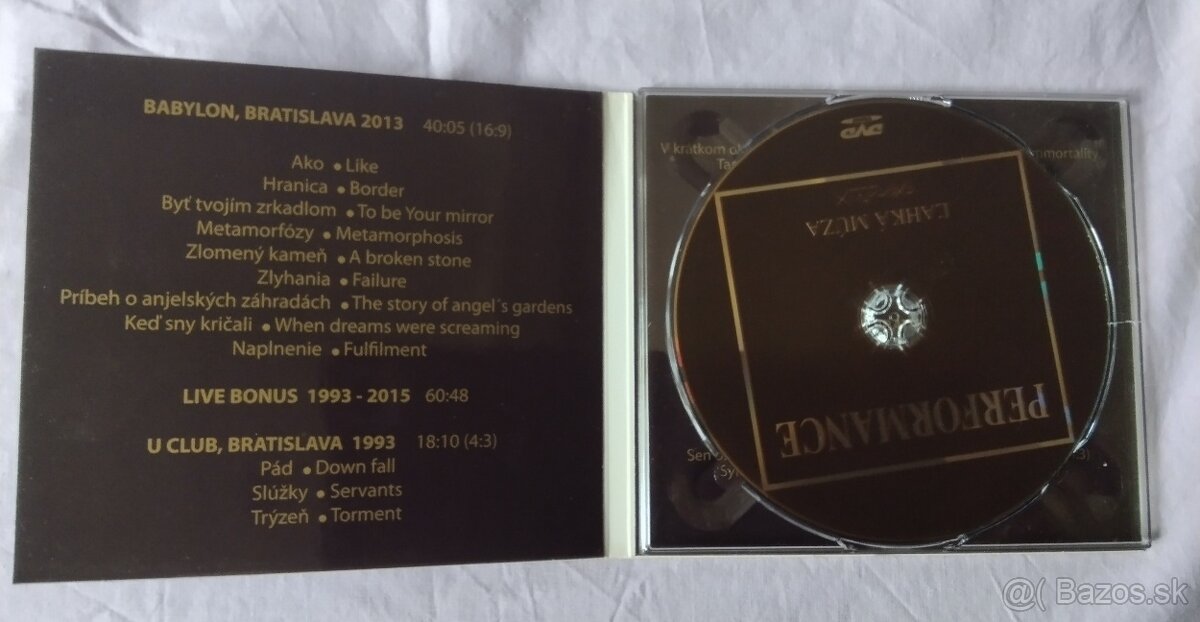 BABYLON, BRATISLAVA 2013 40:05 (16:9)
Ako • Like
Hranica • Border
Byť tvojím zrkadlom • To be Your mirror
Metamorfózy • Metamorphosis
Zlomený kameň • A broken stone
Zlyhania • Failure
Príbeh o anjelských záhradách • The story of angel´s gardens
Keď sny kričali • When dreams were screaming
Naplnenie • Fulfilment
LIVE BONUS 1993 - 2015 60:48
U CLUB, BRATISLAVA 1993 18:10 (4:3)
Pád • Down fall
Slúžky • Servants
Trýzeň • Torment
V krátkom
DVD
ĽAHKÁ MÚZA
PERFORMANCE
Sen
@( Bazos.sk